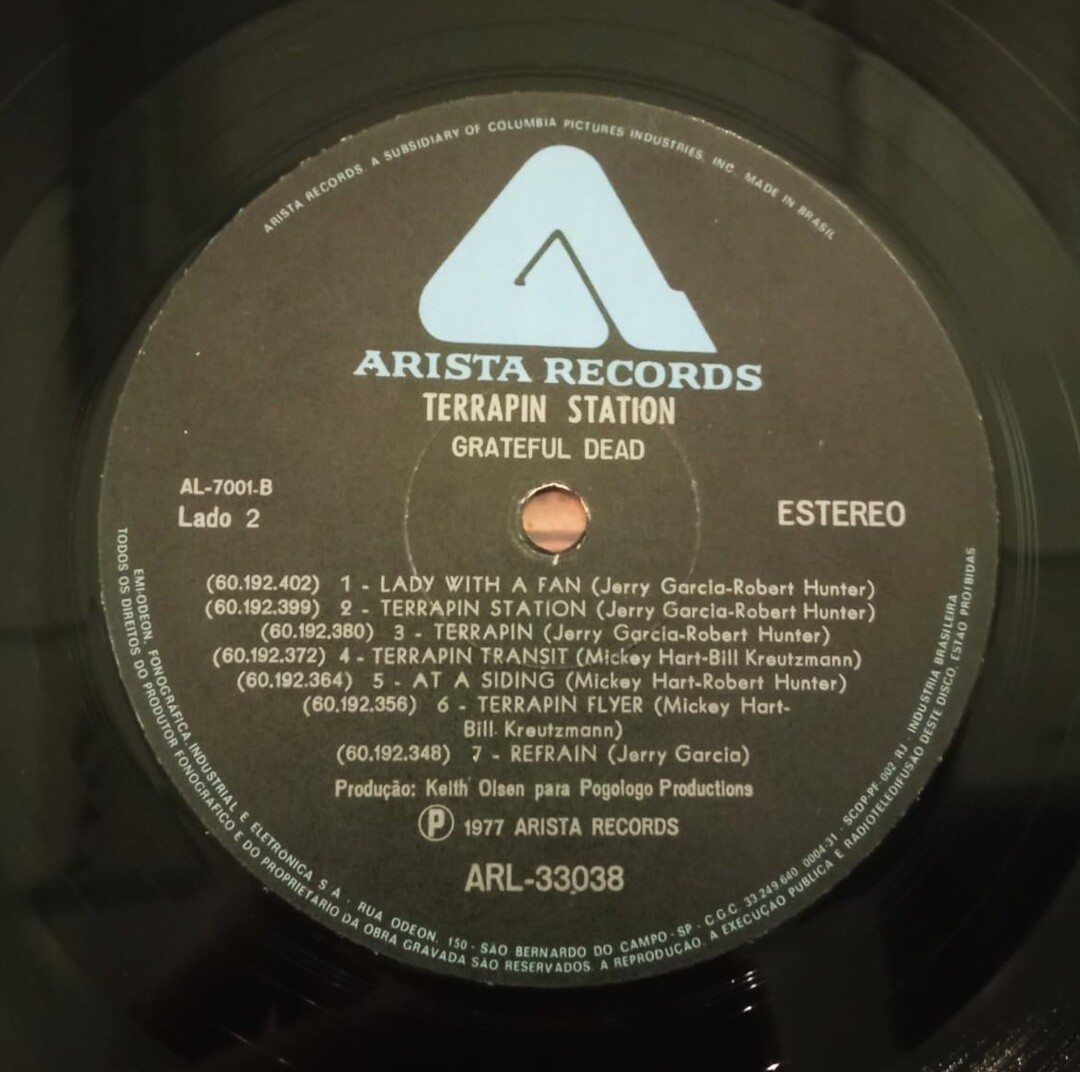 ARISTA RECORDS. A SUBSIDIARY OF COLUMBIA PICTURES INDUSTRIES, INC. MADE IN BRASIL
ARISTA RECORDS
TERRAPIN STATION
GRATEFUL DEAD
AL-7001-B
Lado 2
ESTEREO
(60.192.402) 1 - LADY WITH A FAN (Jerry Garcia-Robert Hunter)
(60.192.399) 2 - TERRAPIN STATION (Jerry Garcia-Robert Hunter)
(60.192.380) 3 - TERRAPIN (Jerry Garcia-Robert Hunter)
(60.192.372) 4 - TERRAPIN TRANSIT (Mickey Hart-Bill Kreutzmann)
(60.192.364) 5 - AT A SIDING (Mickey Hart-Robert Hunter)
(60.192.356) 6 - TERRAPIN FLYER (Mickey Hart-
Bill Kreutzmann)
(60.192.348) 7 - REFRAIN (Jerry Garcia)
Produção: Keith Olsen para Pogologo Productions
Ⓟ 1977 ARISTA RECORDS
ARL-33038
EMI-ODEON, FONOGRAFICA, INDUSTRIAL E ELETRONICA S A - RUA ODEON, 150 - SAO BERNARDO DO CAMPO - SP - C.G.C. 33.249.640 0004-31 - SCDP-PF. 002 RJ - INDUSTRIA BRASILEIRA
TODOS OS DIREITOS DO PRODUTOR FONOGRAFICO E DO PROPRIETARIO DA OBRA GRAVADA SÃO RESERVADOS. A REPRODUÇÃO, A EXECUÇÃO PUBLICA E RADIOTELEDIFUSÃO DESTE DISCO ESTÃO PROIBIDAS